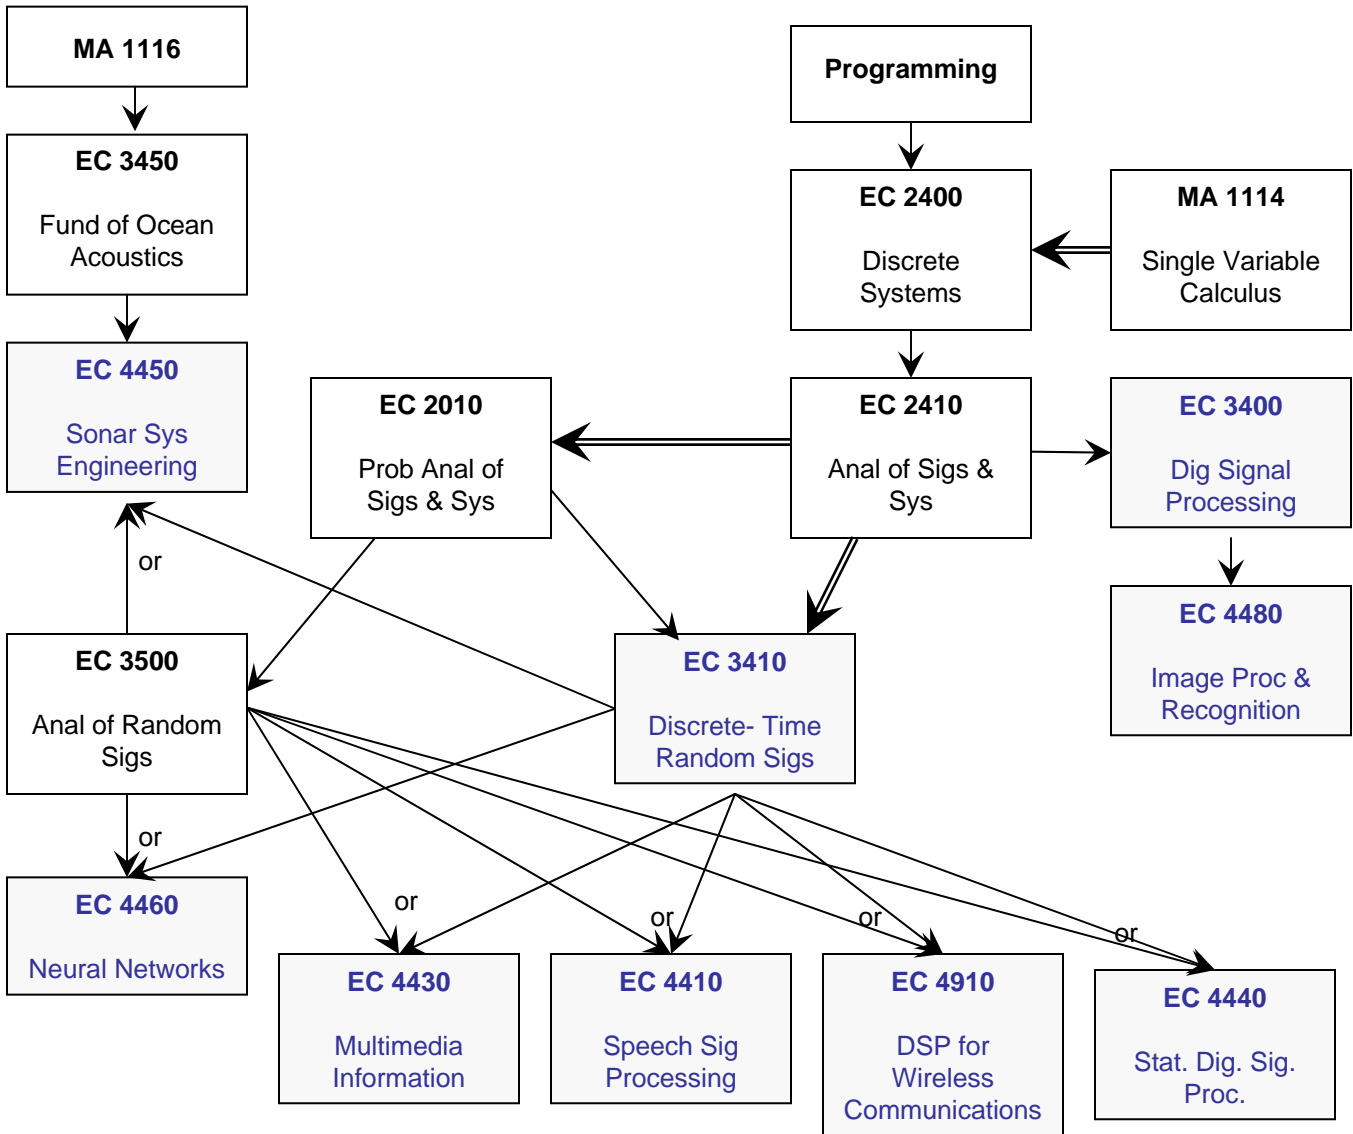 MA 1116
Programming
EC 3450
Fund of Ocean
Acoustics
EC 2400
Discrete
Systems
MA 1114
Single Variable
Calculus
EC 4450
Sonar Sys
Engineering
EC 2010
Prob Anal of
Sigs & Sys
EC 2410
Anal of Sigs &
Sys
EC 3400
Dig Signal
Processing
or
EC 3500
Anal of Random
Sigs
EC 3410
Discrete- Time
Random Sigs
EC 4480
Image Proc &
Recognition
or
EC 4460
Neural Networks
or
or
or
or
EC 4430
Multimedia
Information
EC 4410
Speech Sig
Processing
EC 4910
DSP for
Wireless
Communications
EC 4440
Stat. Dig. Sig.
Proc.